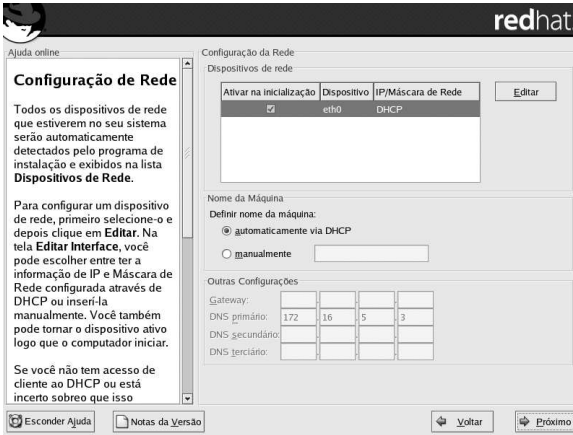 redhat
Ajuda online
Configuração de Rede
Todos os dispositivos de rede
que estiverem no seu sistema
serão automaticamente
detectados pelo programa de
instalação e exibidos na lista
Dispositivos de Rede.
Para configurar um dispositivo
de rede, primeiro selecione-o e
depois clique em Editar. Na
tela Editar Interface, você
pode escolher entre ter a
informação de IP e Máscara de
Rede configurada através de
DHCP ou inserí-la
manualmente. Você também
pode tornar o dispositivo ativo
logo que o computador iniciar.
Se você não tem acesso de
cliente ao DHCP ou está
incerto sobreo que isso
Configuração da Rede
Dispositivos de rede
Ativar na inicialização Dispositivo IP/Máscara de Rede
eth0 DHCP
Editar
Nome da Máquina
Definir nome da máquina:
automaticamente via DHCP
manualmente
Outras Configurações
Gateway:
DNS primário: 172 . 16 . 5 . 3
DNS secundário:
DNS terciário:
Esconder Ajuda
Notas da Versão
Voltar
Próximo